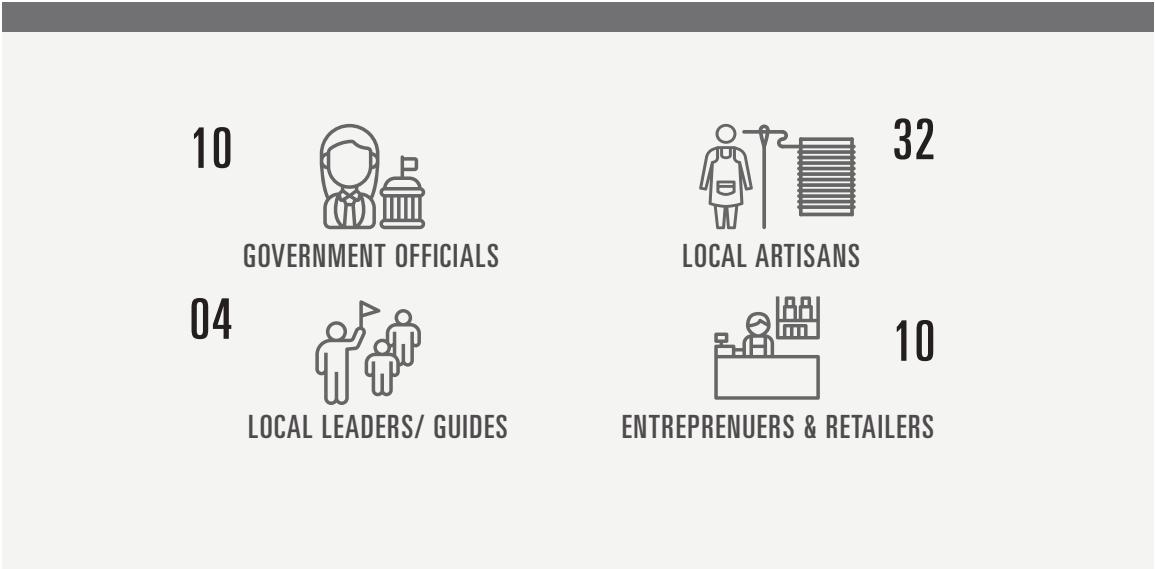 10
GOVERNMENT OFFICIALS
32
LOCAL ARTISANS
04
LOCAL LEADERS/ GUIDES
10
ENTREPRENUERS & RETAILERS